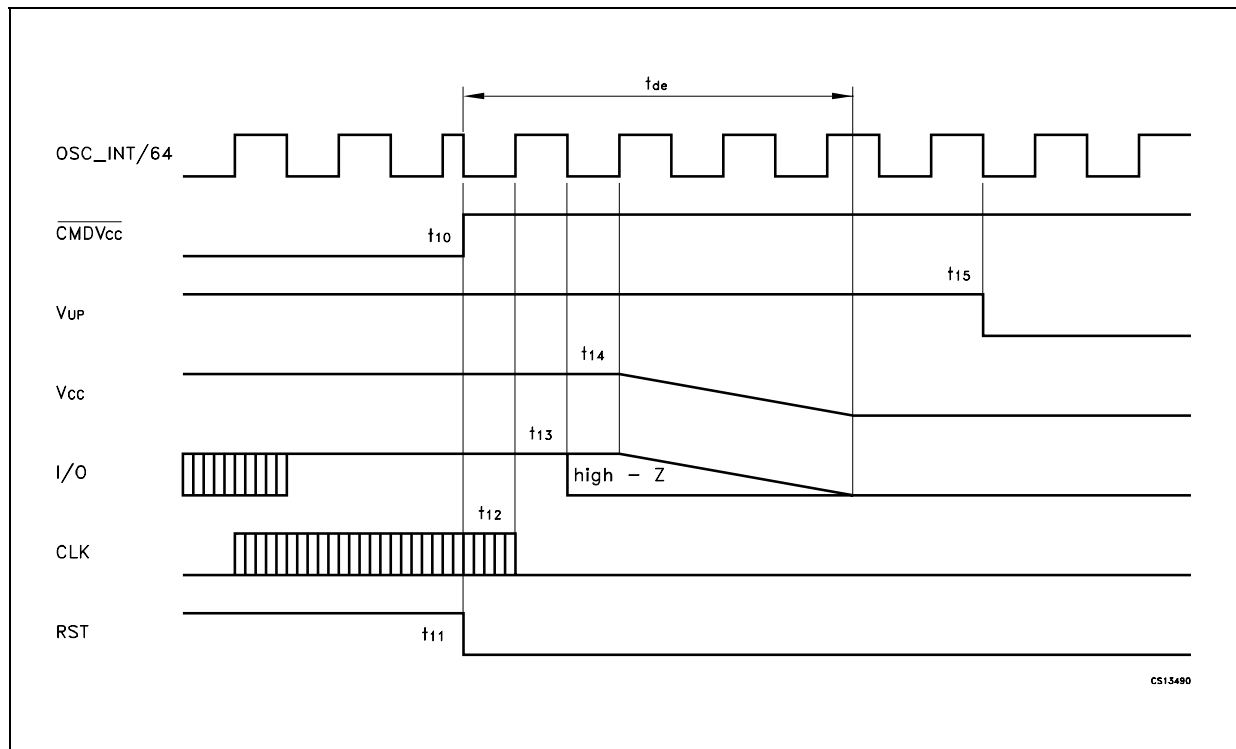 tde
OSC_INT/64
CMDVcc
t10
t15
VUP
t14
Vcc
t13
I/O
high - Z
t12
CLK
RST
t11
CS13490